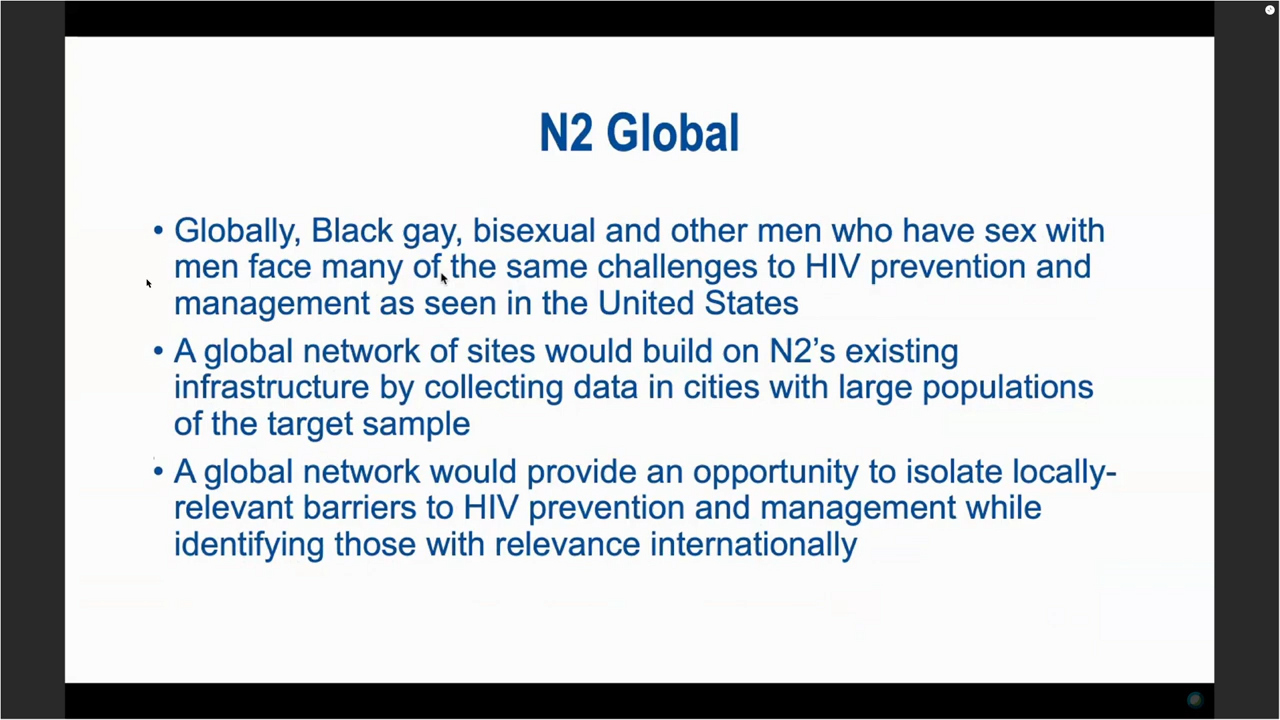 N2 Global
• Globally, Black gay, bisexual and other men who have sex with
men face many of the same challenges to HIV prevention and
management as seen in the United States
• A global network of sites would build on N2’s existing
infrastructure by collecting data in cities with large populations
of the target sample
• A global network would provide an opportunity to isolate locally-
relevant barriers to HIV prevention and management while
identifying those with relevance internationally